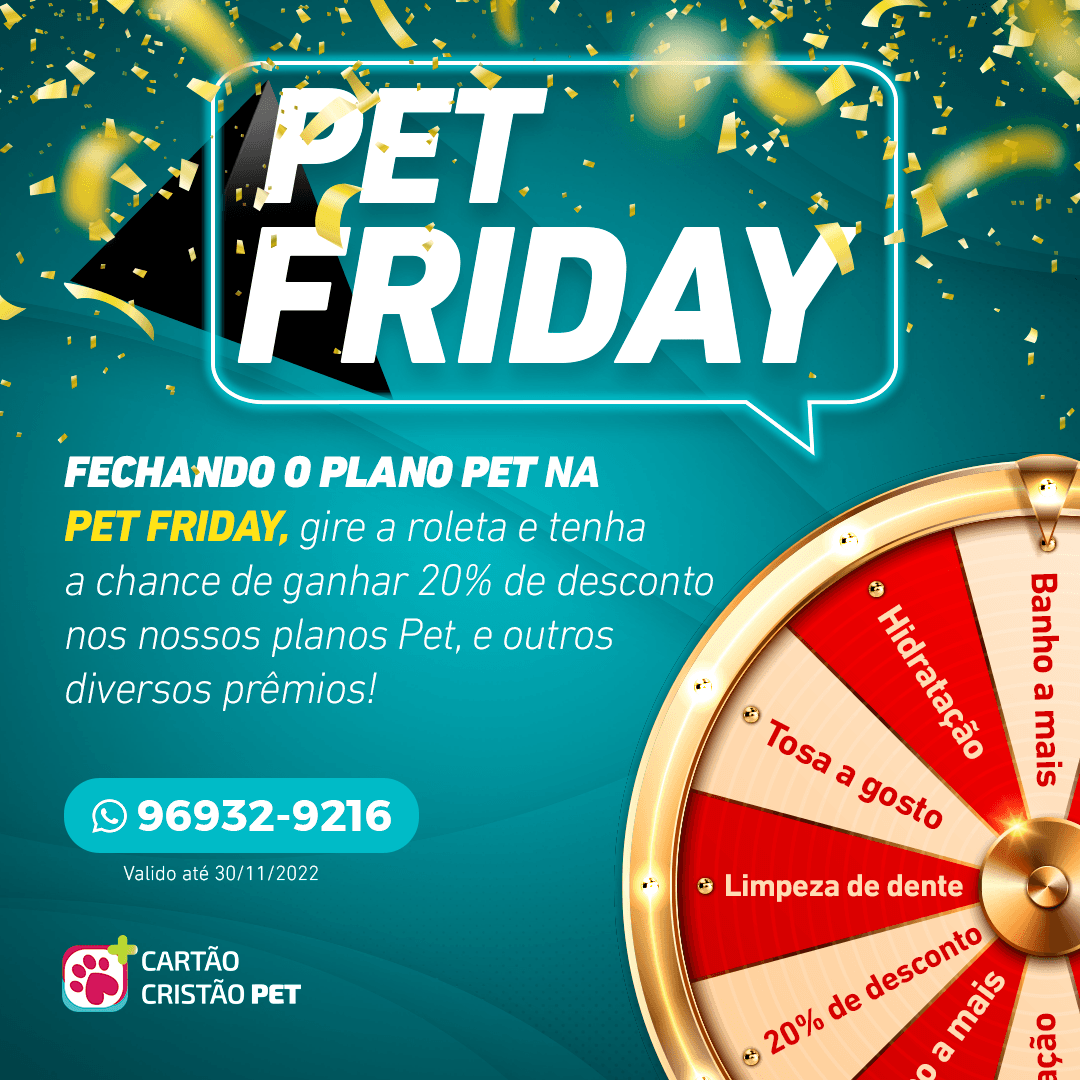 PET
FRIDAY
FECHANDO O PLANO PET NA
PET FRIDAY, gire a roleta e tenha
a chance de ganhar 20% de desconto
nos nossos planos Pet, e outros
diversos prêmios!
96932-9216
Valido até 30/11/2022
CARTÃO
CRISTÃO PET
Banho a mais
Hidratação
Tosa a gosto
Limpeza de dente
20% de desconto
o a mais